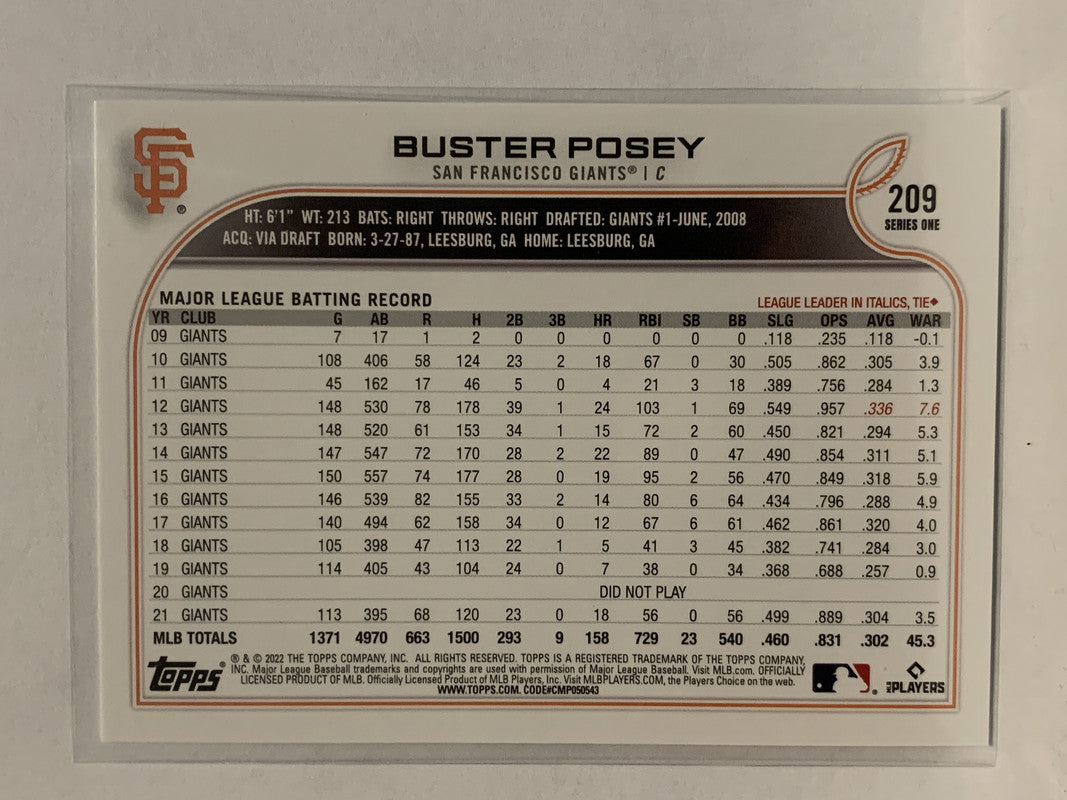 SF®
BUSTER POSEY
SAN FRANCISCO GIANTS® | C
209
SERIES ONE
HT: 6'1" WT: 213 BATS: RIGHT THROWS: RIGHT DRAFTED: GIANTS #1-JUNE, 2008
ACQ: VIA DRAFT BORN: 3-27-87, LEESBURG, GA HOME: LEESBURG, GA
MAJOR LEAGUE BATTING RECORD LEAGUE LEADER IN ITALICS, TIE◆
YR CLUB G AB R H 2B 3B HR RBI SB BB SLG OPS AVG WAR
09 GIANTS 7 17 1 2 0 0 0 0 0 0 .118 .235 .118 -0.1
10 GIANTS 108 406 58 124 23 2 18 67 0 30 .505 .862 .305 3.9
11 GIANTS 45 162 17 46 5 0 4 21 3 18 .389 .756 .284 1.3
12 GIANTS 148 530 78 178 39 1 24 103 1 69 .549 .957 .336 7.6
13 GIANTS 148 520 61 153 34 1 15 72 2 60 .450 .821 .294 5.3
14 GIANTS 147 547 72 170 28 2 22 89 0 47 .490 .854 .311 5.1
15 GIANTS 150 557 74 177 28 0 19 95 2 56 .470 .849 .318 5.9
16 GIANTS 146 539 82 155 33 2 14 80 6 64 .434 .796 .288 4.9
17 GIANTS 140 494 62 158 34 0 12 67 6 61 .462 .861 .320 4.0
18 GIANTS 105 398 47 113 22 1 5 41 3 45 .382 .741 .284 3.0
19 GIANTS 114 405 43 104 24 0 7 38 0 34 .368 .688 .257 0.9
20 GIANTS DID NOT PLAY
21 GIANTS 113 395 68 120 23 0 18 56 0 56 .499 .889 .304 3.5
MLB TOTALS 1371 4970 663 1500 293 9 158 729 23 540 .460 .831 .302 45.3
Topps®
® & © 2022 THE TOPPS COMPANY, INC. ALL RIGHTS RESERVED. TOPPS IS A REGISTERED TRADEMARK OF THE TOPPS COMPANY,
INC. Major League Baseball trademarks and copyrights are used with permission of Major League Baseball. Visit MLB.com. OFFICIALLY
LICENSED PRODUCT OF MLB. Officially Licensed Product of MLB Players, Inc. Visit MLBPLAYERS.COM, the Players Choice on the web.
WWW.TOPPS.COM. CODE#CMP050543
MLB PLAYERS